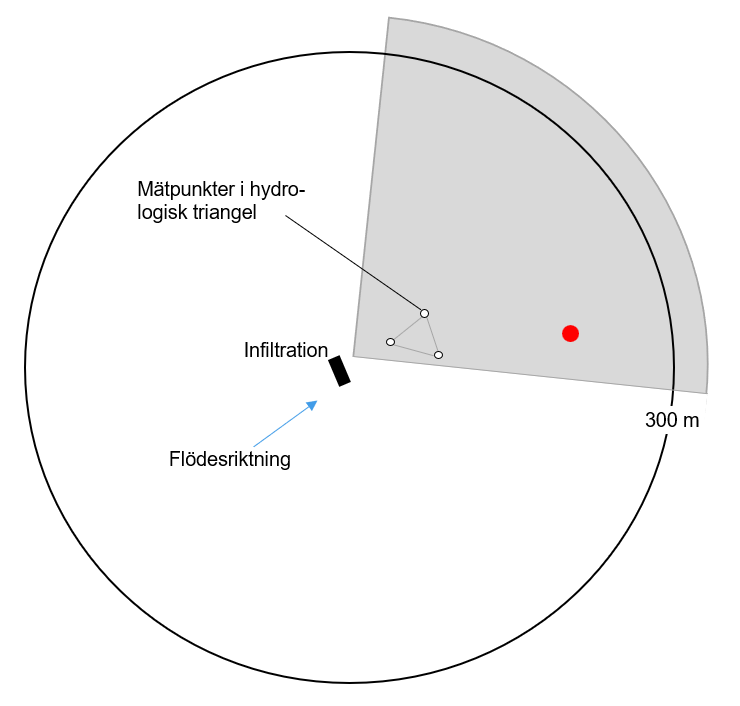 Mätpunkter i hydro-
logisk triangel
Infiltration
Flödesriktning
300 m